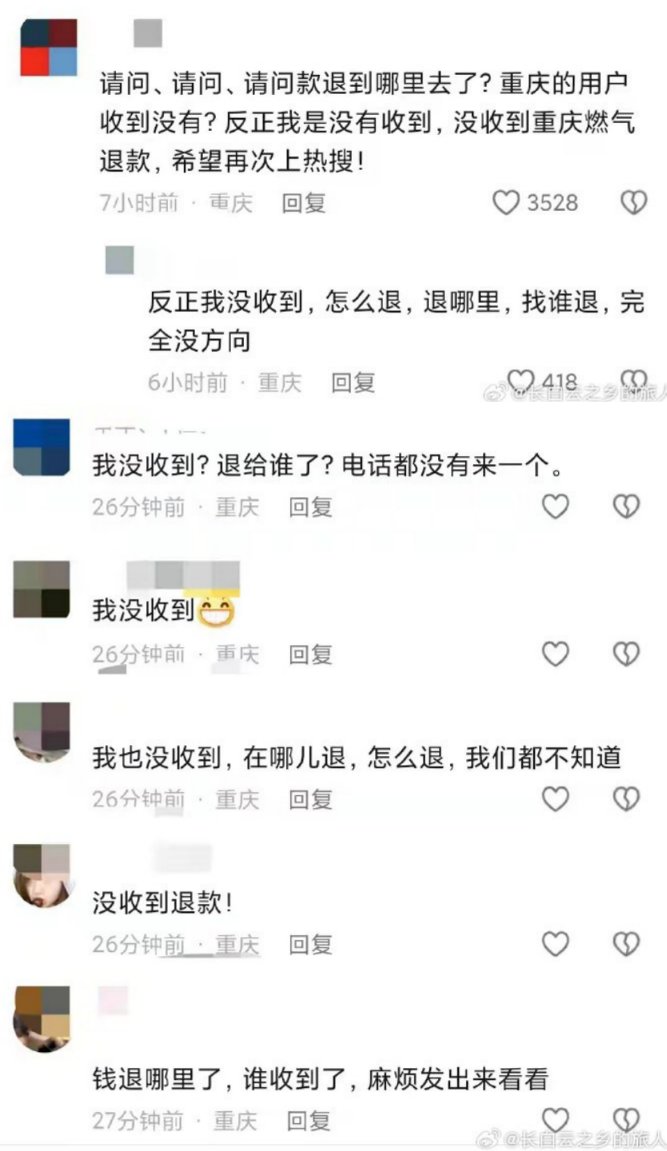 请问、请问、请问款退到哪里去了？重庆的用户
收到没有？反正我是没有收到，没收到重庆燃气
退款，希望再次上热搜！
7小时前 · 重庆 回复 3528
反正我没收到，怎么退，退哪里，找谁退，完
全没方向
6小时前 · 重庆 回复 418
@长白云之乡的旅人
我没收到？退给谁了？电话都没有来一个。
26分钟前 · 重庆 回复
我没收到😁
26分钟前 · 重庆 回复
我也没收到，在哪儿退，怎么退，我们都不知道
26分钟前 · 重庆 回复
没收到退款！
26分钟前 · 重庆 回复
钱退哪里了，谁收到了，麻烦发出来看看
27分钟前 · 重庆 回复
@长白云之乡的旅人